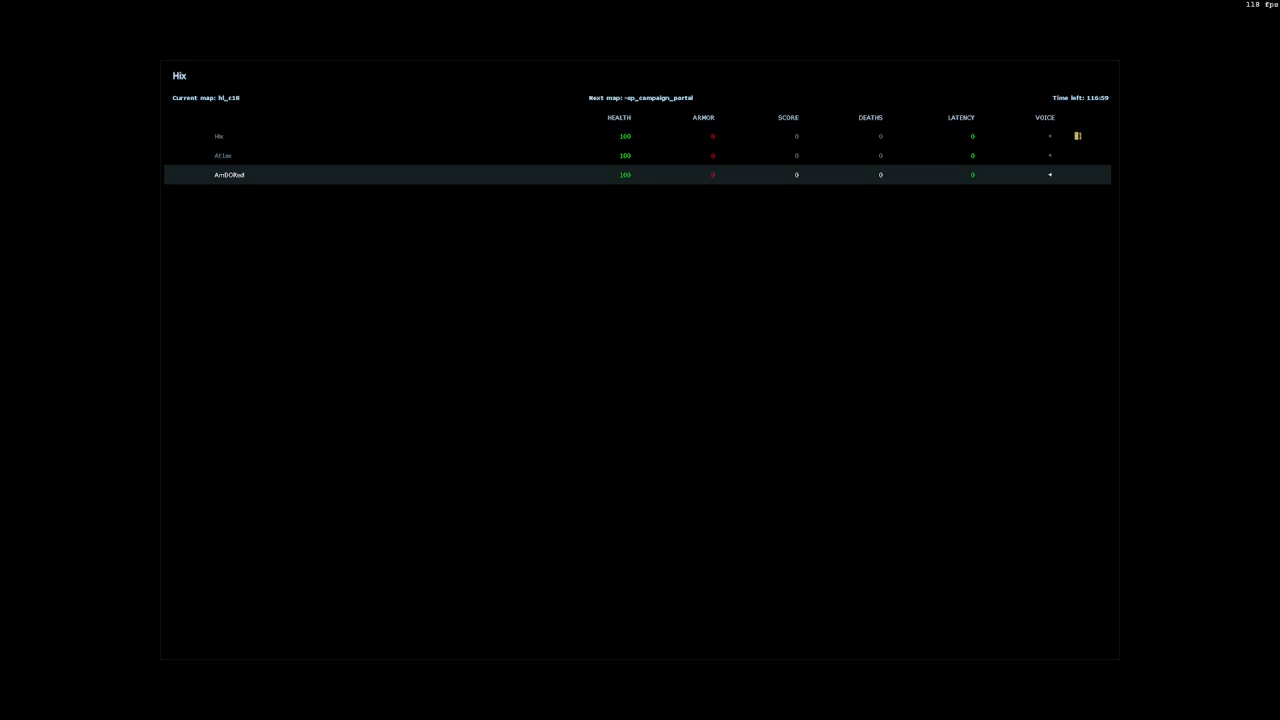 118 fps
Hix
Current map: hl_c18 Next map: -sp_campaign_portal Time left: 116:59
HEALTH ARMOR SCORE DEATHS LATENCY VOICE
Hix 100 0 0 0 0
Atlas 100 0 0 0 0
AmDORed 100 0 0 0 0